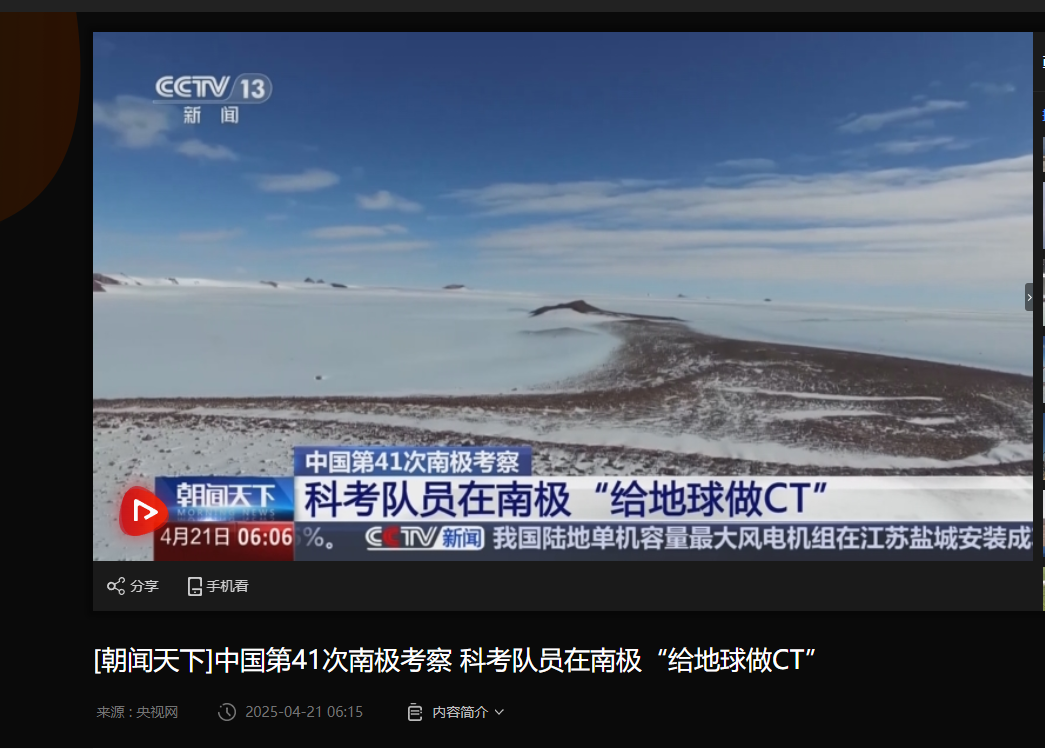 CCTV 13
新闻
中国第41次南极考察
朝闻天下
MORNING NEWS
科考队员在南极“给地球做CT”
4月21日 06:06
%。 CCTV新闻 我国陆地单机容量最大风电机组在江苏盐城安装成
分享 手机看
[朝闻天下]中国第41次南极考察 科考队员在南极“给地球做CT”
来源 : 央视网 2025-04-21 06:15 内容简介